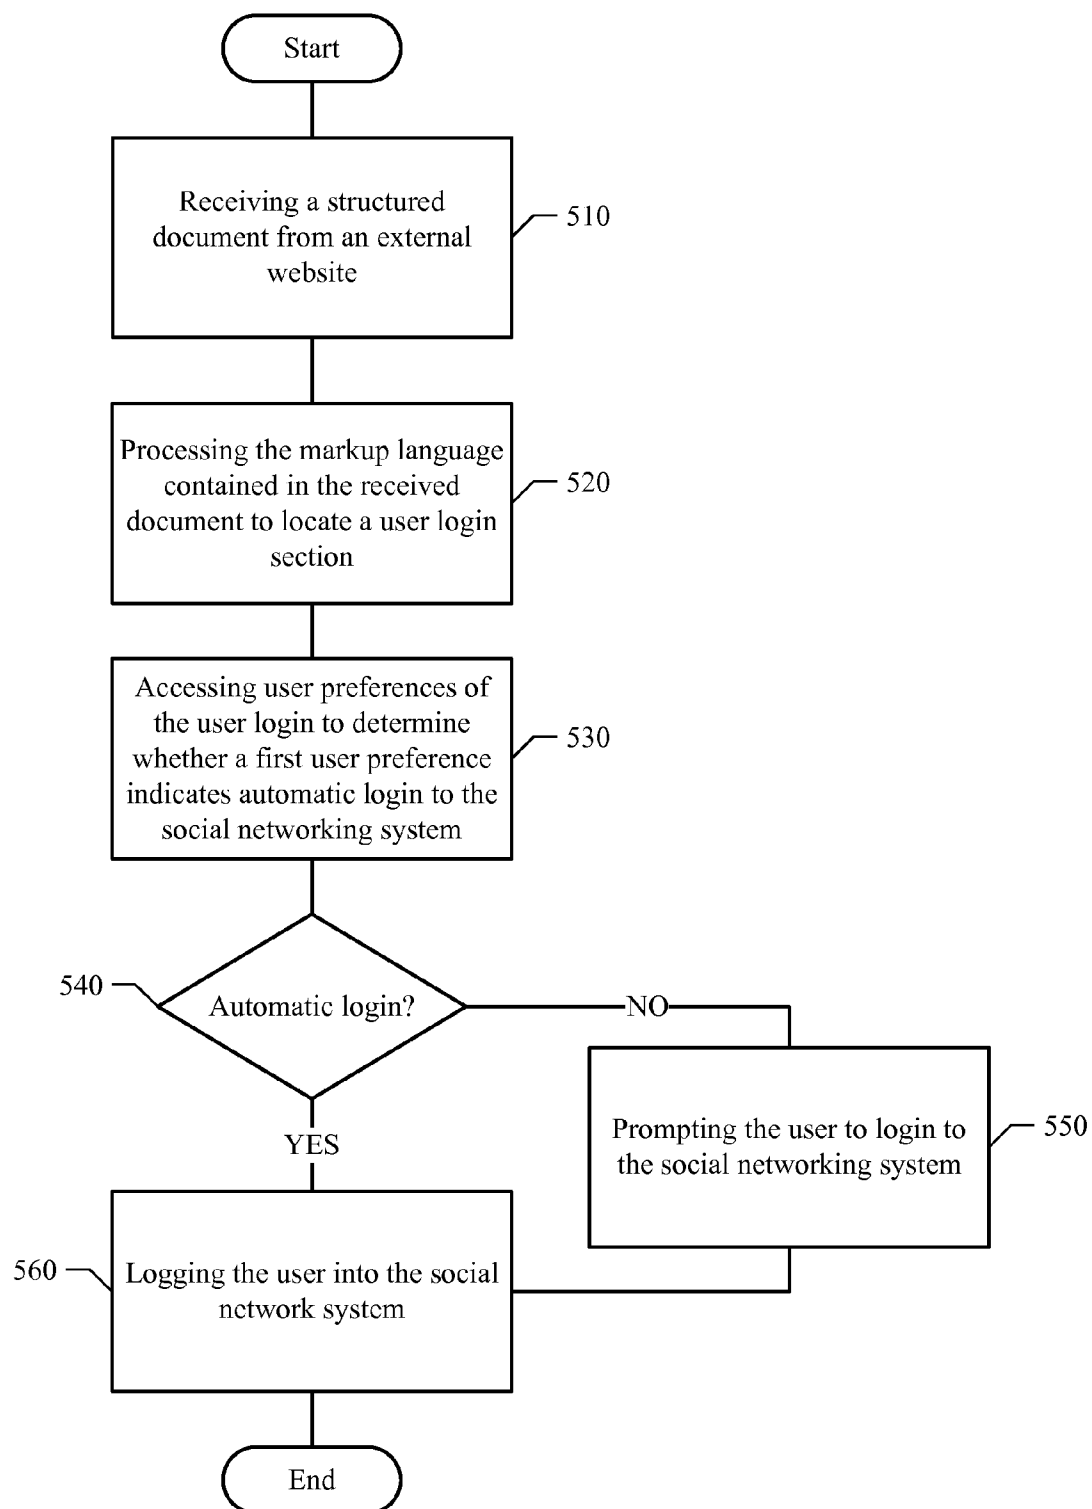 Start
Receiving a structured
document from an external
website
510
Processing the markup language
contained in the received
document to locate a user login
section
520
Accessing user preferences of
the user login to determine
whether a first user preference
indicates automatic login to the
social networking system
530
540
Automatic login?
NO
YES
Prompting the user to login to
the social networking system
550
560
Logging the user into the social
network system
End